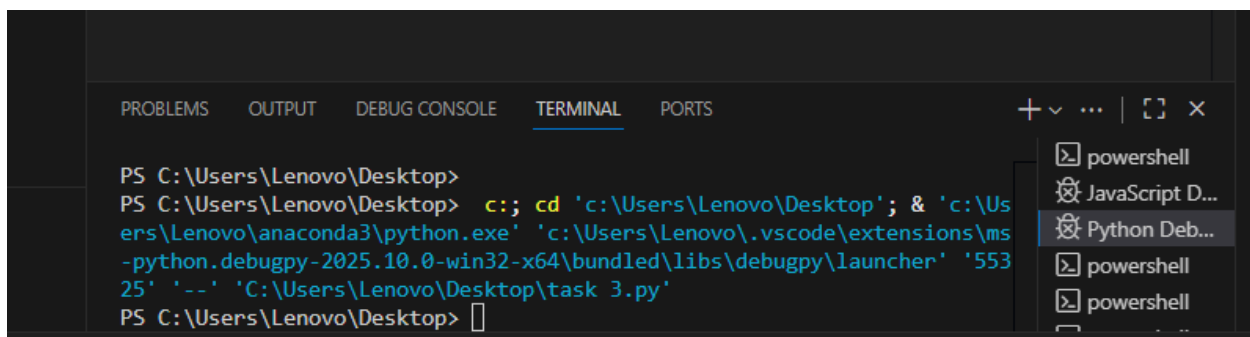 PROBLEMS OUTPUT DEBUG CONSOLE TERMINAL PORTS
PS C:\Users\Lenovo\Desktop>
PS C:\Users\Lenovo\Desktop>  c:; cd 'c:\Users\Lenovo\Desktop'; & 'c:\Us
ers\Lenovo\anaconda3\python.exe' 'c:\Users\Lenovo\.vscode\extensions\ms
-python.debugpy-2025.10.0-win32-x64\bundled\libs\debugpy\launcher' '553
25' '--' 'C:\Users\Lenovo\Desktop\task 3.py'
PS C:\Users\Lenovo\Desktop>
powershell
JavaScript D...
Python Deb...
powershell
powershell